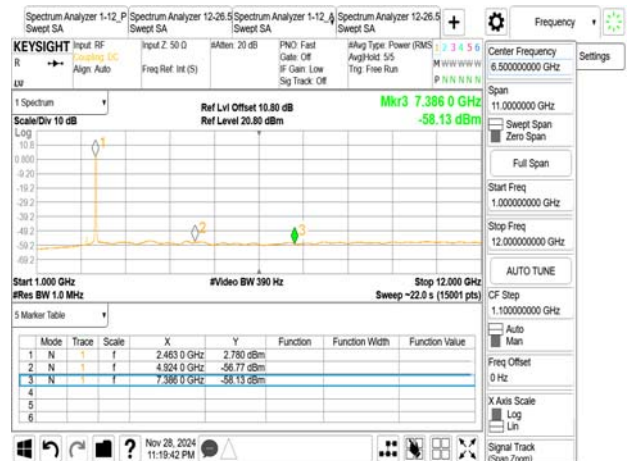 Spectrum Analyzer 1-12_P
Swept SA
Spectrum Analyzer 12-26.5
Swept SA
Spectrum Analyzer 1-12_A
Swept SA
Spectrum Analyzer 12-26.5
Swept SA
+
Frequency
Settings
KEYSIGHT
R
Input: RF
Coupling: DC
Align: Auto
Input Z: 50 Ω
Freq Ref: Int (S)
#Atten: 20 dB
PNO: Fast
Gate: Off
IF Gain: Low
Sig Track: Off
#Avg Type: Power (RMS
Avg|Hold: 5/5
Trig: Free Run
1 2 3 4 5 6
M W W W W W
P N N N N N
1 Spectrum
Scale/Div 10 dB
Ref Lvl Offset 10.80 dB
Ref Level 20.80 dBm
Mkr3 7.386 0 GHz
-58.13 dBm
Log
10.8
0.800
-9.20
-19.2
-29.2
-39.2
-49.2
-59.2
-69.2
1
2
3
Start 1.000 GHz
#Res BW 1.0 MHz
#Video BW 390 Hz
Stop 12.000 GHz
Sweep ~22.0 s (15001 pts)
5 Marker Table
Mode Trace Scale X Y Function Function Width Function Value
1 N 1 f 2.463 0 GHz 2.780 dBm
2 N 1 f 4.924 0 GHz -56.77 dBm
3 N 1 f 7.386 0 GHz -58.13 dBm
4
5
6
?
Nov 28, 2024
11:19:42 PM
Center Frequency
6.500000000 GHz
Span
11.0000000 GHz
Swept Span
Zero Span
Full Span
Start Freq
1.000000000 GHz
Stop Freq
12.000000000 GHz
AUTO TUNE
CF Step
1.100000000 GHz
Auto
Man
Freq Offset
0 Hz
X Axis Scale
Log
Lin
Signal Track
(Span Zoom)